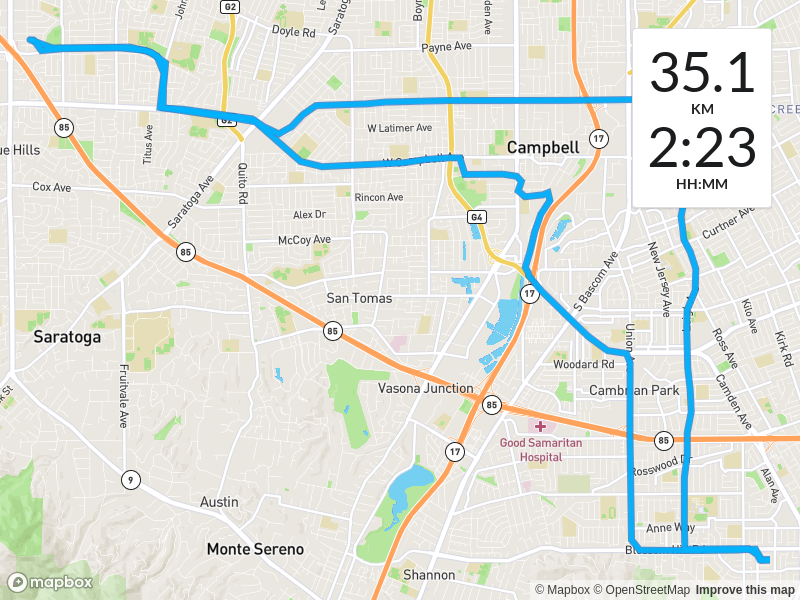 G2
Doyle Rd
Payne Ave
35.1
KM
2:23
HH:MM
85
G2
W Latimer Ave
Titus Ave
17
Campbell
ue Hills
Cox Ave
Quito Rd
Saratoga Ave
Rincon Ave
G4
Alex Dr
McCoy Ave
Curtner Ave
New Jersey Ave
85
S Bascom Ave
San Tomas
17
Kilo Ave
Saratoga
85
Ross Ave
Kirk Rd
Woodard Rd
Vasona Junction
Cambrian Park
Fruitvale Ave
Camden Ave
85
Good Samaritan
Hospital
85
17
Rosswood Dr
Alan Ave
9
Austin
Anne Way
Monte Sereno
Shannon
mapbox
© Mapbox © OpenStreetMap Improve this map